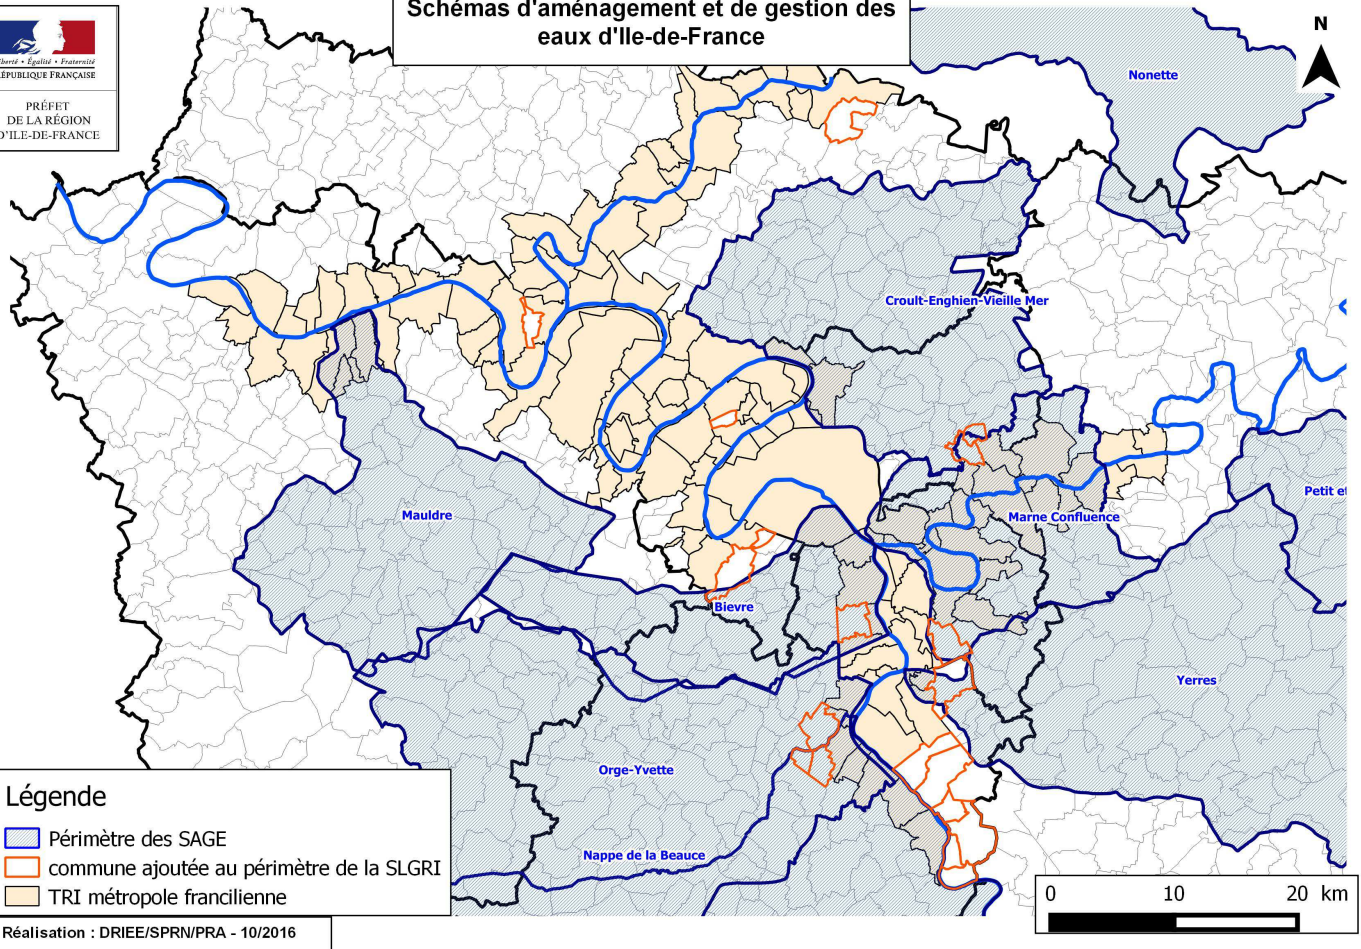 Schémas d'aménagement et de gestion des
eaux d'Ile-de-France
N
Liberté • Égalité • Fraternité
RÉPUBLIQUE FRANÇAISE
PRÉFET
DE LA RÉGION
D'ILE-DE-FRANCE
Nonette
Croult-Enghien-Vieille Mer
Petit et
Mauldre
Marne Confluence
Bievre
Yerres
Orge-Yvette
Nappe de la Beauce
Légende
Périmètre des SAGE
commune ajoutée au périmètre de la SLGRI
TRI métropole francilienne
0 10 20 km
Réalisation : DRIEE/SPRN/PRA - 10/2016